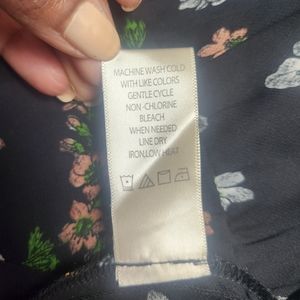 MACHINE WASH COLD
WITH LIKE COLORS
GENTLE CYCLE
NON-CHLORINE
BLEACH
WHEN NEEDED
LINE DRY
IRON LOW HEAT